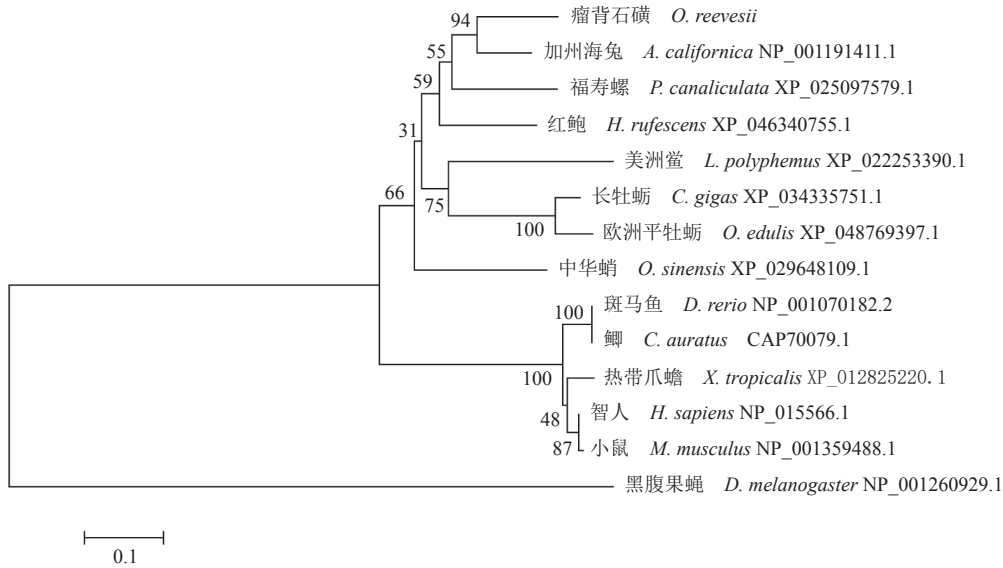 94 瘤背石磺 O. reevesii
55 加州海兔 A. californica NP_001191411.1
59 福寿螺 P. canaliculata XP_025097579.1
31 红鲍 H. rufescens XP_046340755.1
美洲鲎 L. polyphemus XP_022253390.1
66 75 长牡蛎 C. gigas XP_034335751.1
100 欧洲平牡蛎 O. edulis XP_048769397.1
中华蛸 O. sinensis XP_029648109.1
100 斑马鱼 D. rerio NP_001070182.2
鲫 C. auratus CAP70079.1
100 热带爪蟾 X. tropicalis XP_012825220.1
48 智人 H. sapiens NP_015566.1
87 小鼠 M. musculus NP_001359488.1
黑腹果蝇 D. melanogaster NP_001260929.1
0.1